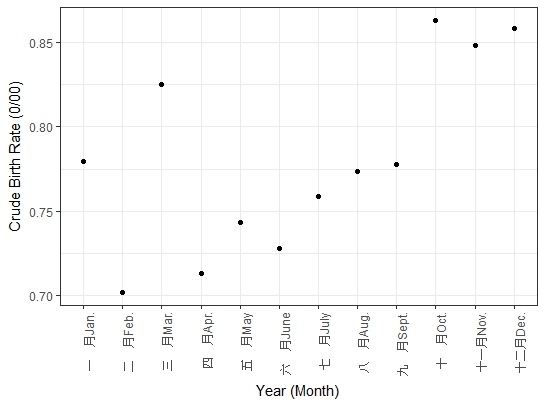 Crude Birth Rate (0/00)
0.85
0.80
0.75
0.70
一　月Jan.
二　月Feb.
三　月Mar.
四　月Apr.
五　月May
六　月June
七　月July
八　月Aug.
九　月Sept.
十　月Oct.
十一月Nov.
十二月Dec.
Year (Month)